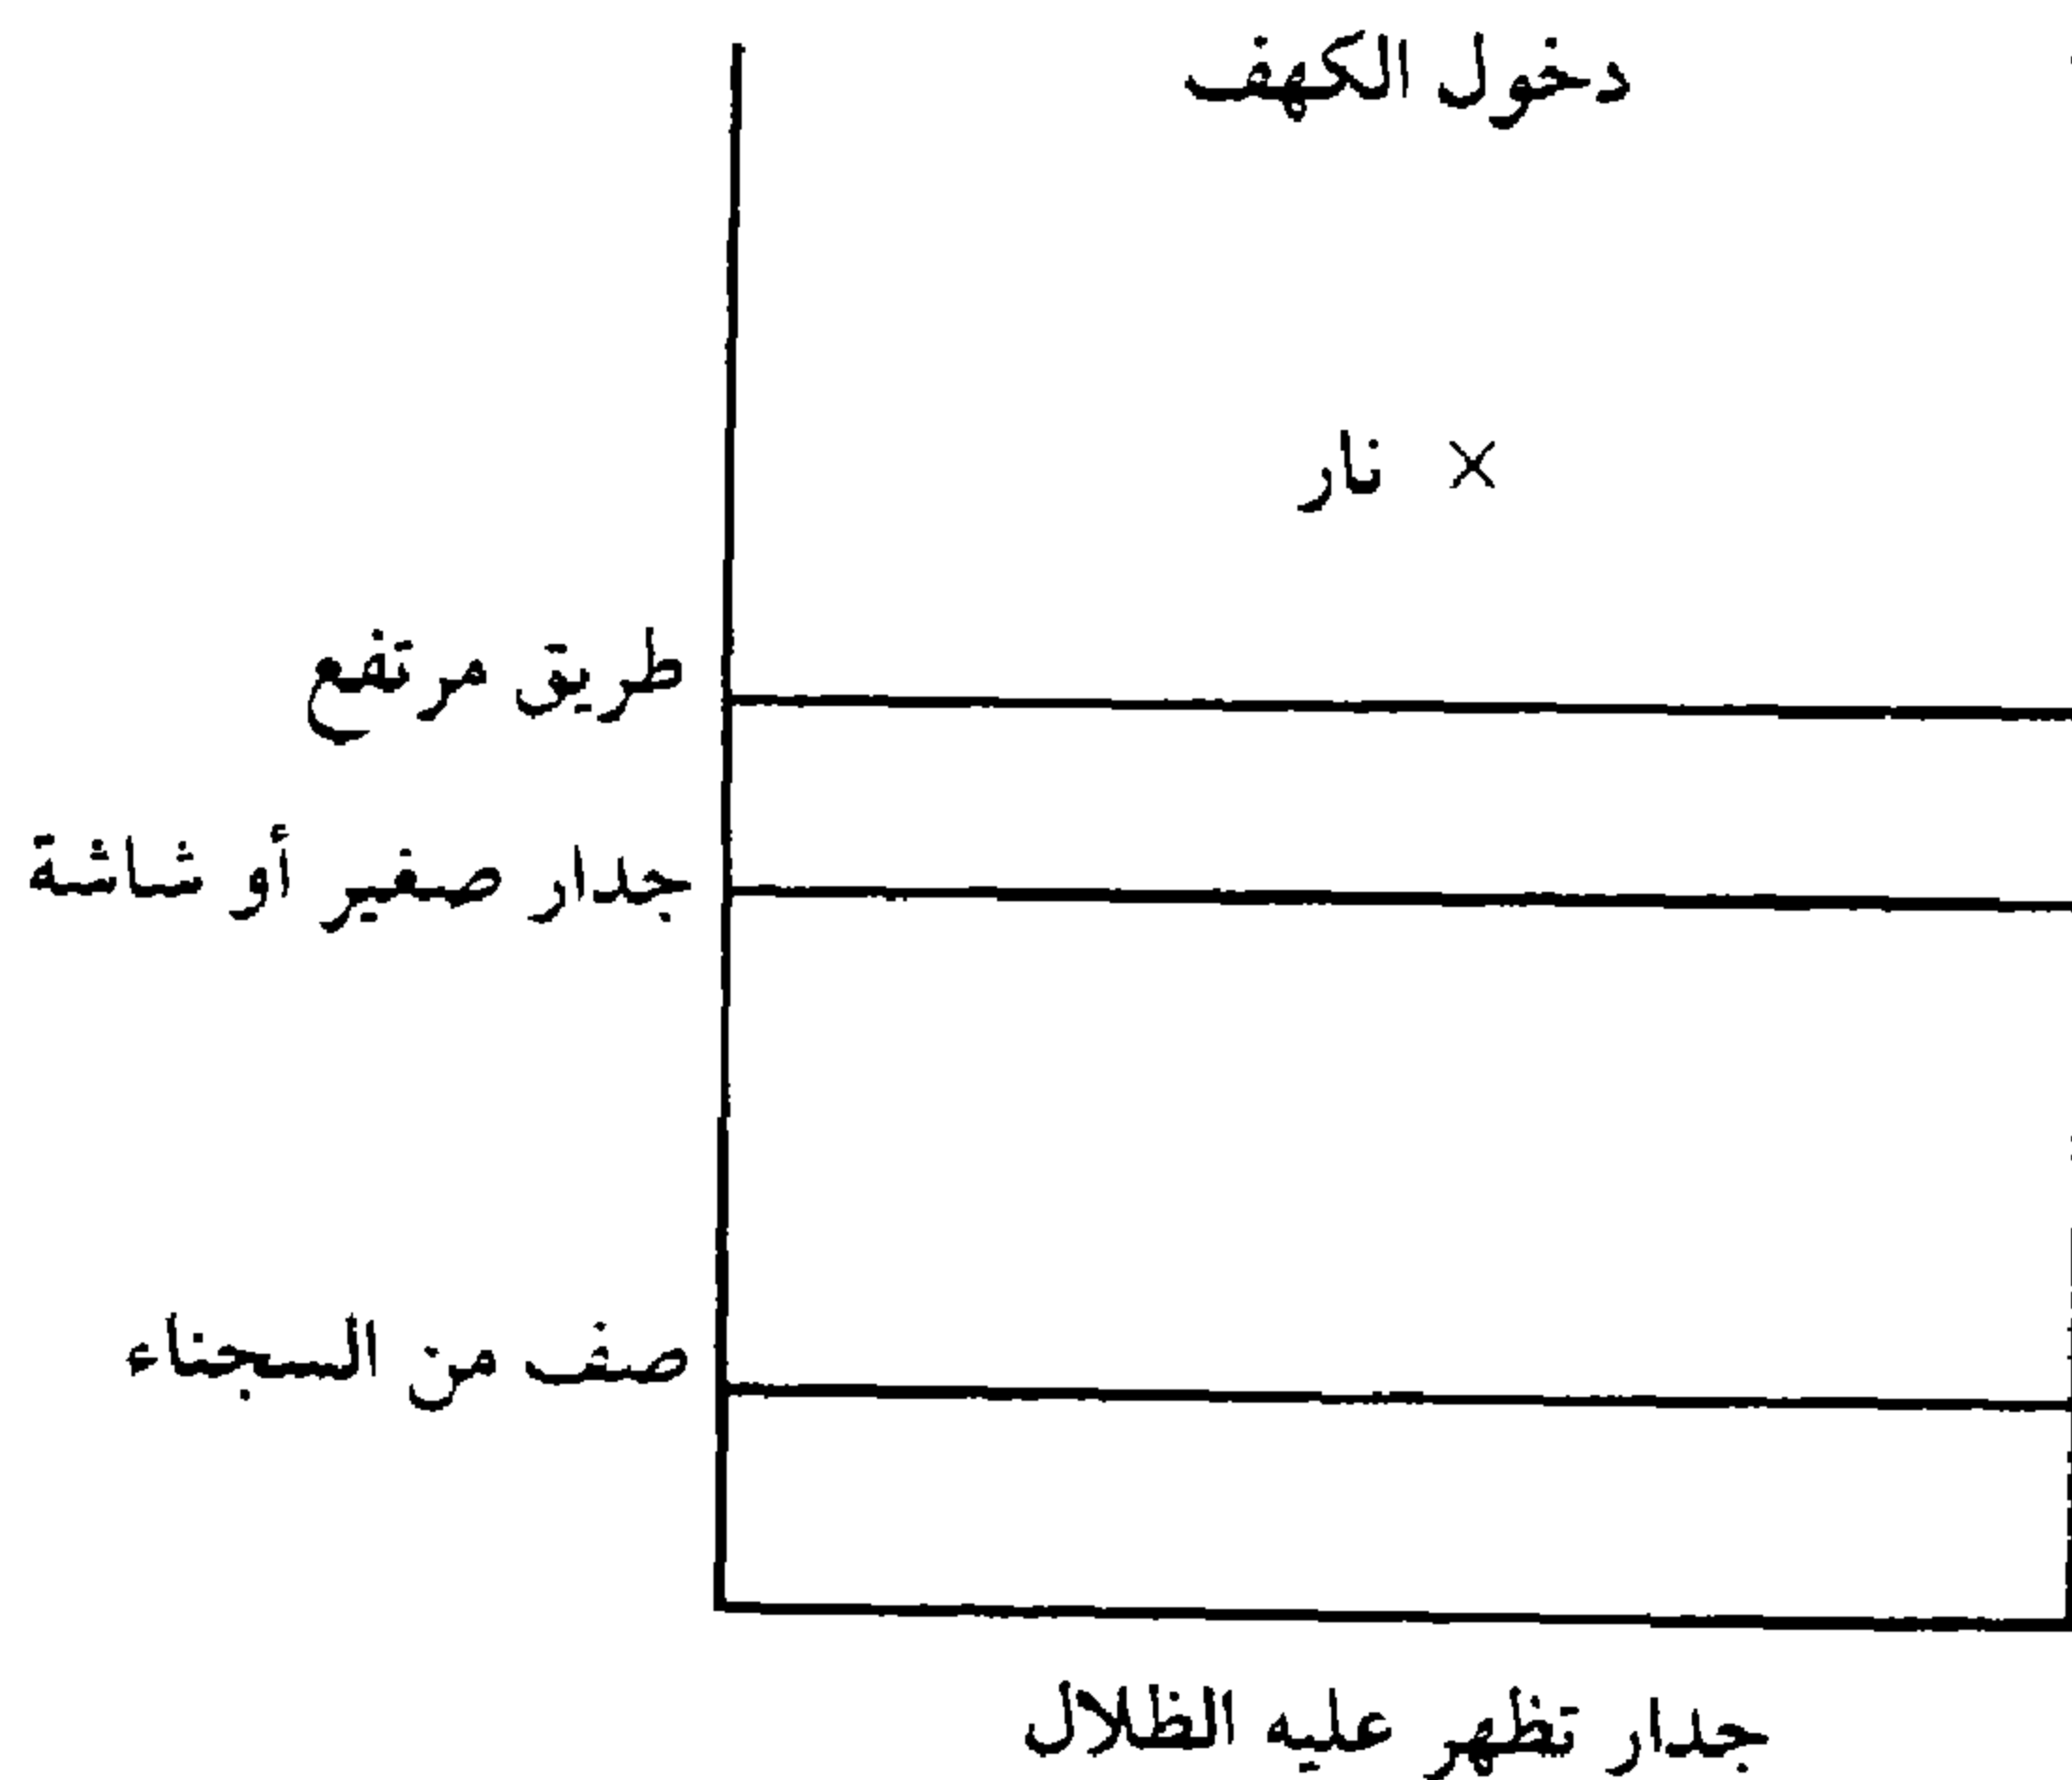 دخول الكهف
× نار
طريق مرتفع
جدار صغير أو شاشة
صف من السجناء
جدار تظهر عليه الظلال